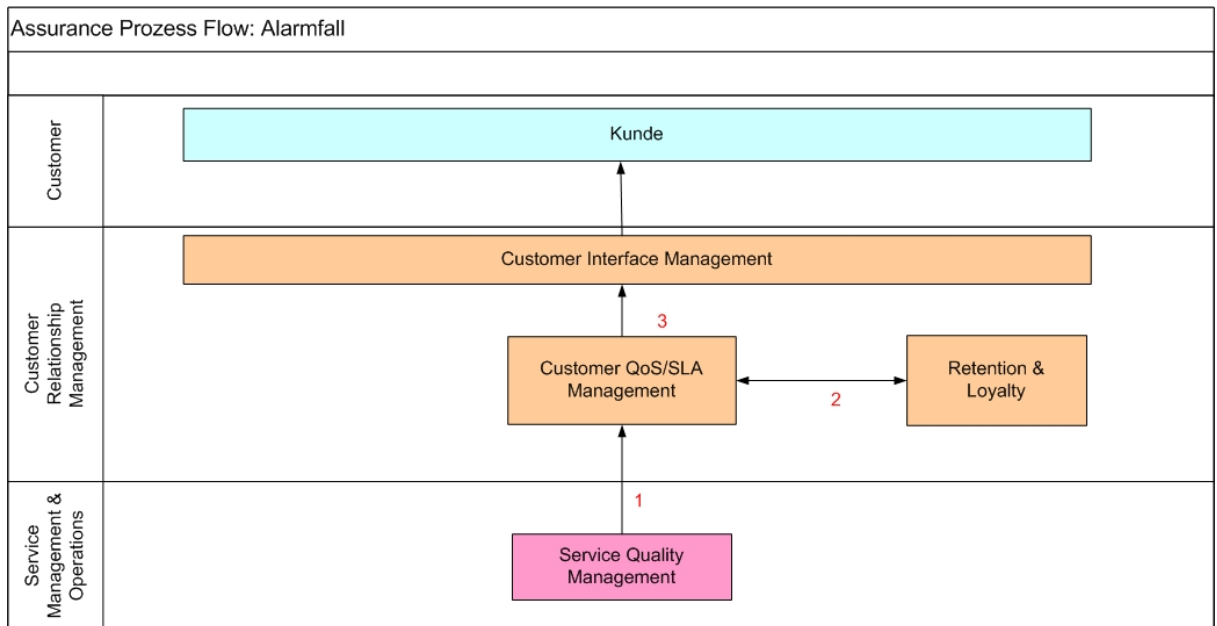 Assurance Prozess Flow: Alarmfall
Customer
Kunde
Customer
Relationship
Management
Customer Interface Management
3
Customer QoS/SLA
Management
2
Retention &
Loyalty
1
Service
Management &
Operations
Service Quality
Management